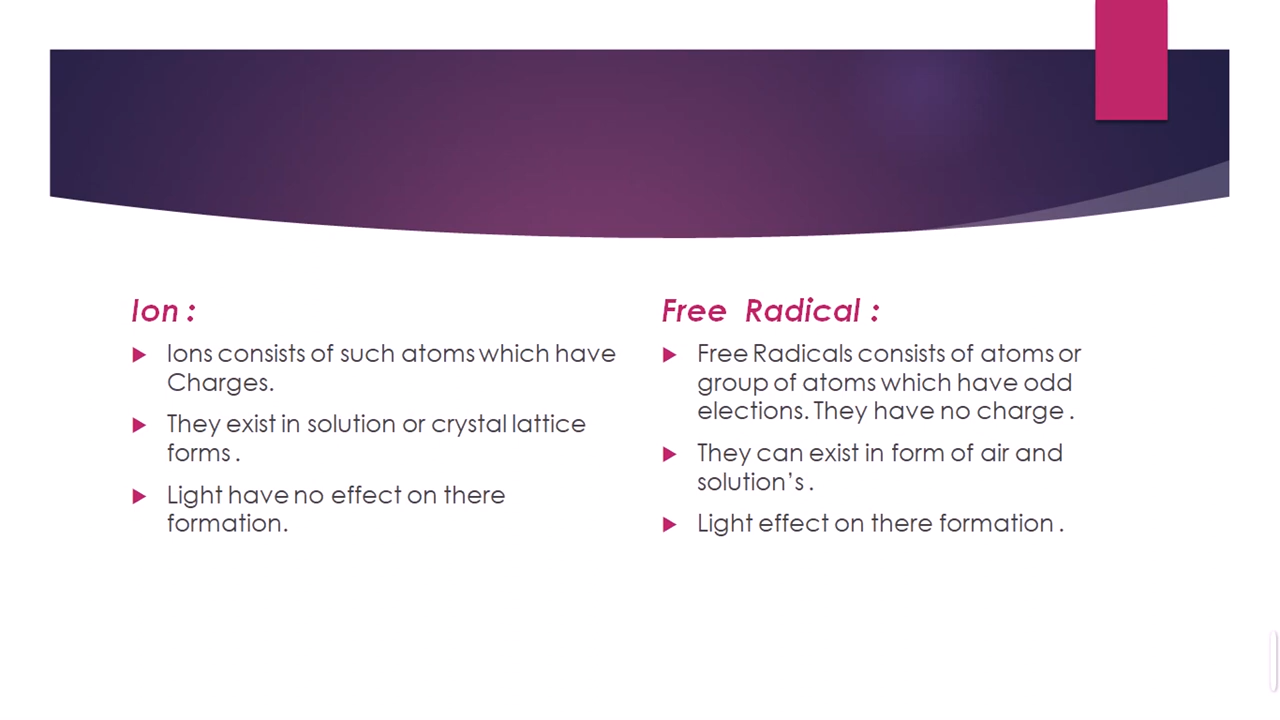 Ion :
Ions consists of such atoms which have
Charges.
They exist in solution or crystal lattice
forms .
Light have no effect on there
formation.
Free Radical :
Free Radicals consists of atoms or
group of atoms which have odd
elections. They have no charge .
They can exist in form of air and
solution’s .
Light effect on there formation .